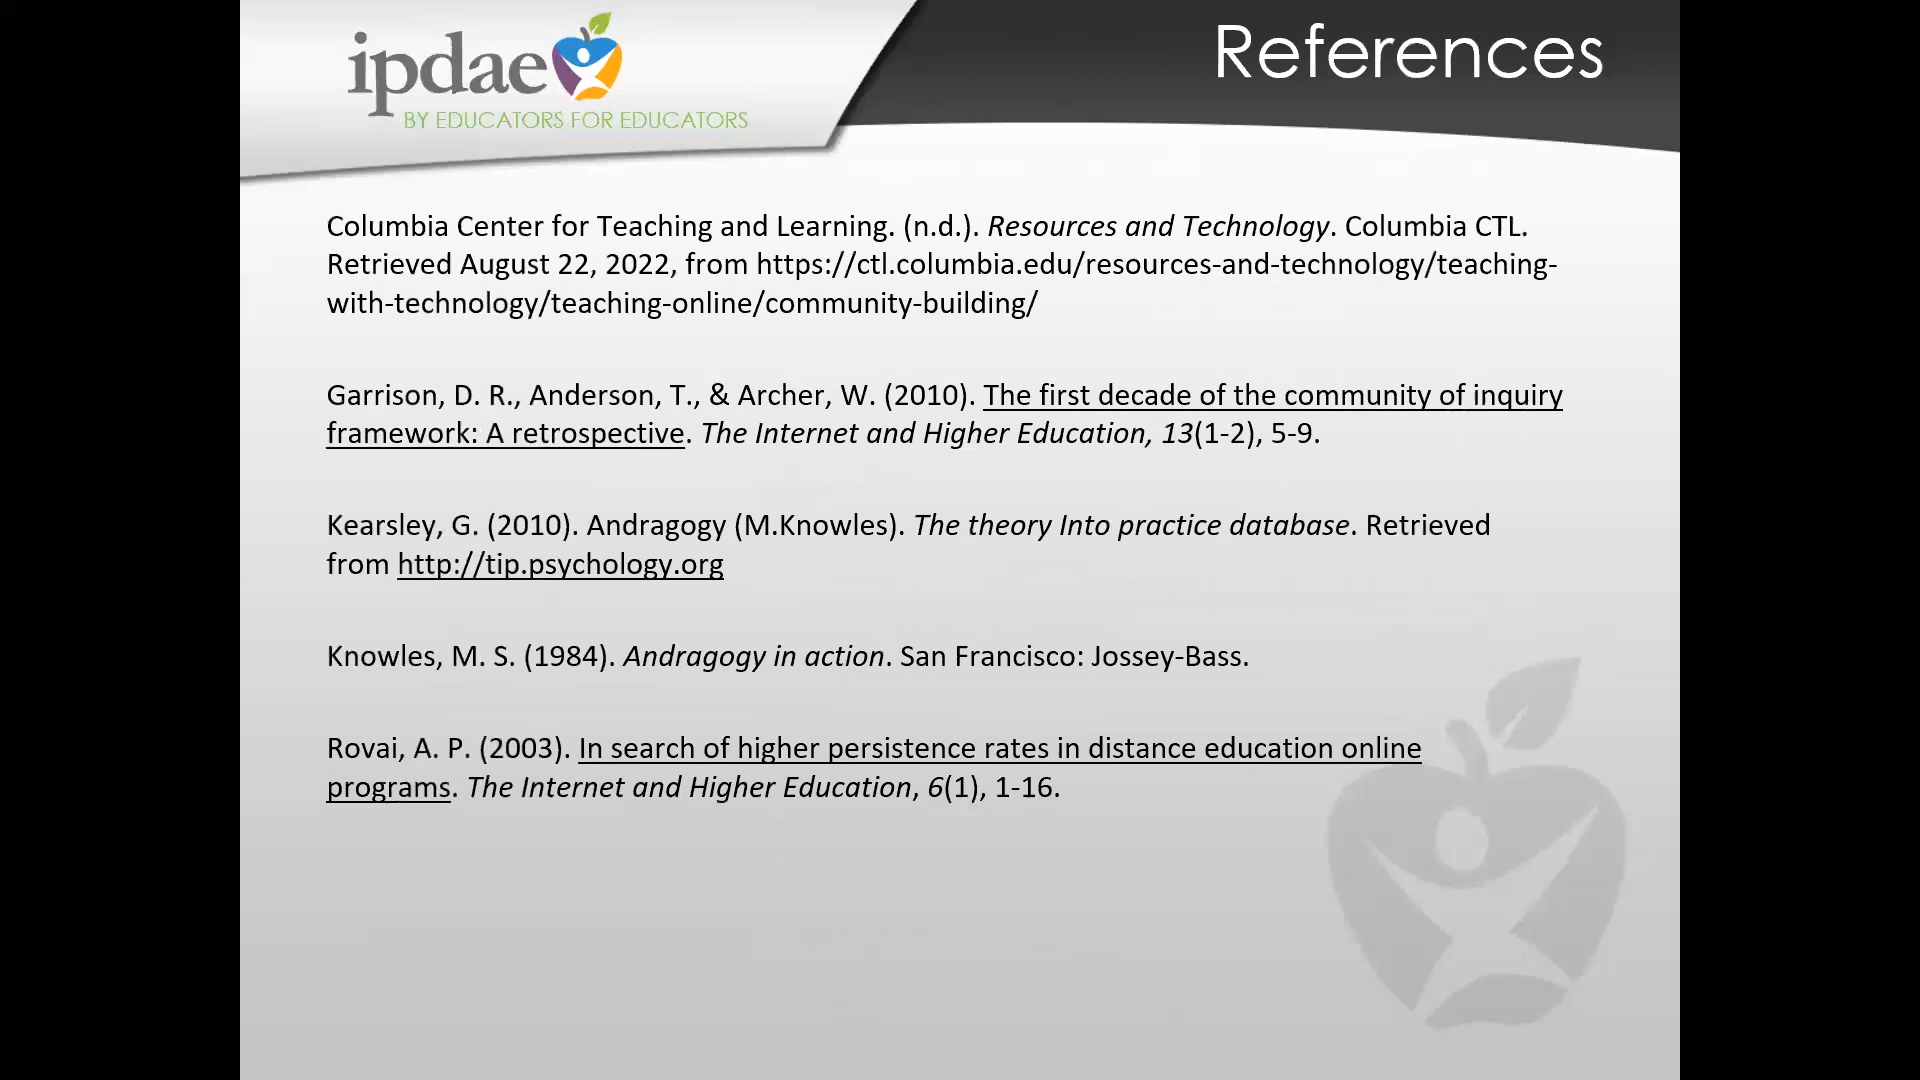 ipdae
BY EDUCATORS FOR EDUCATORS
References
Columbia Center for Teaching and Learning. (n.d.). Resources and Technology. Columbia CTL.
Retrieved August 22, 2022, from https://ctl.columbia.edu/resources-and-technology/teaching-
with-technology/teaching-online/community-building/
Garrison, D. R., Anderson, T., & Archer, W. (2010). The first decade of the community of inquiry
framework: A retrospective. The Internet and Higher Education, 13(1-2), 5-9.
Kearsley, G. (2010). Andragogy (M.Knowles). The theory Into practice database. Retrieved
from http://tip.psychology.org
Knowles, M. S. (1984). Andragogy in action. San Francisco: Jossey-Bass.
Rovai, A. P. (2003). In search of higher persistence rates in distance education online
programs. The Internet and Higher Education, 6(1), 1-16.